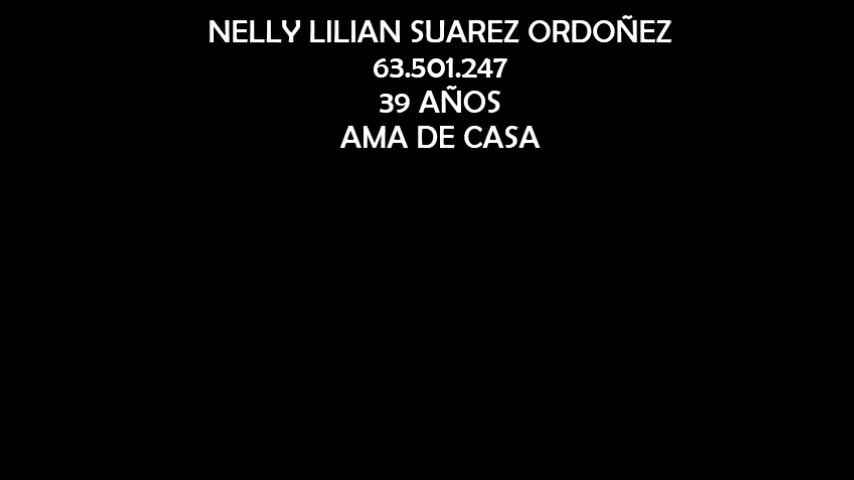 NELLY LILIAN SUAREZ ORDOÑEZ
63.501.247
39 AÑOS
AMA DE CASA